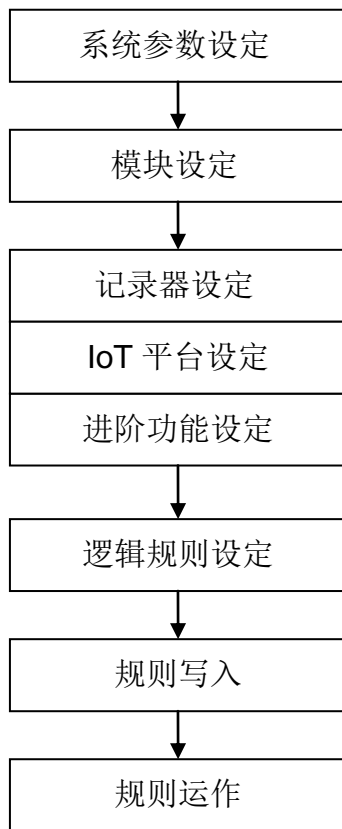 系统参数设定
模块设定
记录器设定
IoT 平台设定
进阶功能设定
逻辑规则设定
规则写入
规则运作